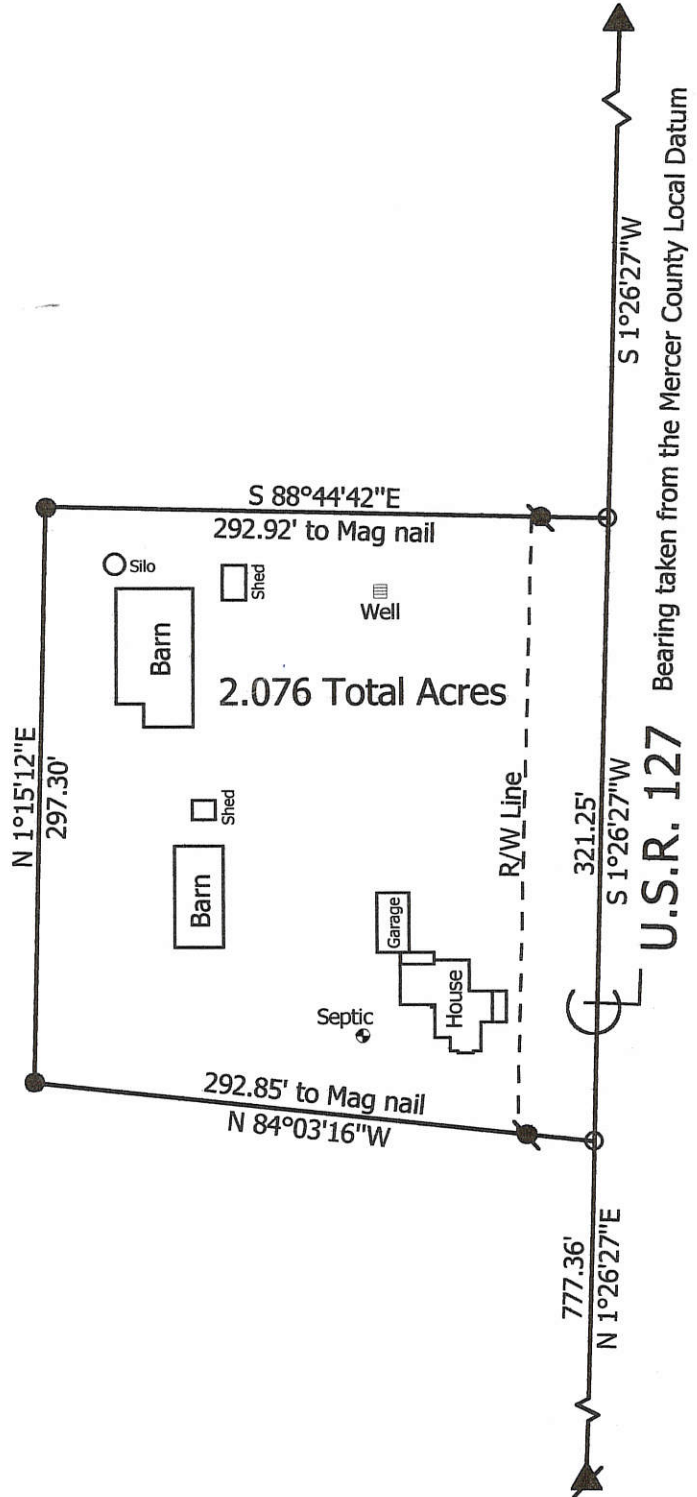 N 1°15'12"E
297.30'
S 88°44'42"E
292.92' to Mag nail
Silo
Barn
Shed
Well
2.076 Total Acres
Shed
Barn
Garage
House
Septic
R/W Line
292.85' to Mag nail
N 84°03'16"W
321.25'
S 1°26'27"W
S 1°26'27"W
777.36'
N 1°26'27"E
U.S.R. 127
Bearing taken from the Mercer County Local Datum